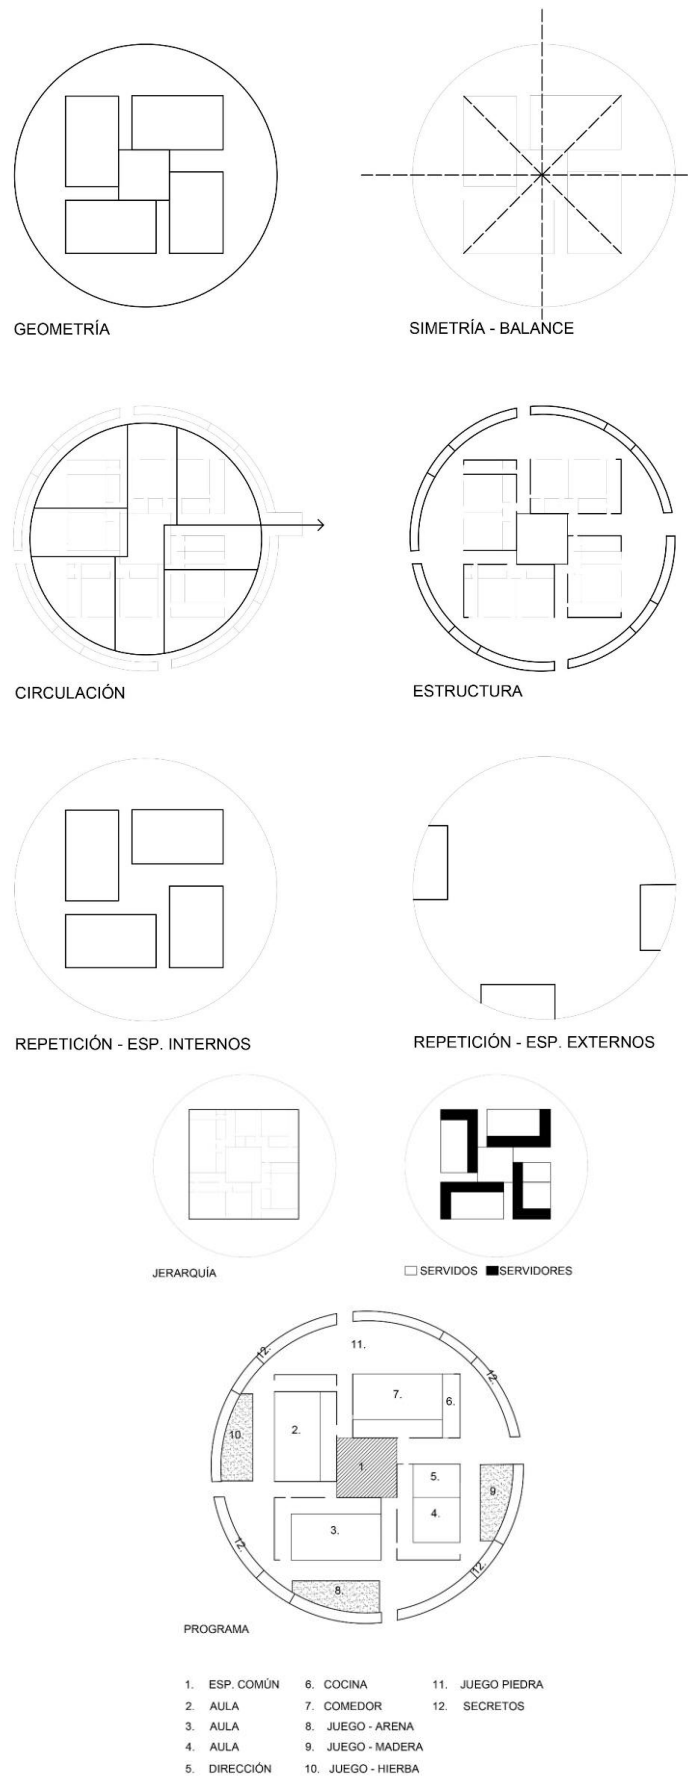 GEOMETRÍA
SIMETRÍA - BALANCE
CIRCULACIÓN
ESTRUCTURA
REPETICIÓN - ESP. INTERNOS
REPETICIÓN - ESP. EXTERNOS
JERARQUÍA
SERVIDOS SERVIDORES
12.
11.
12.
7.
6.
10.
2.
1.
5.
9.
4.
3.
12.
12.
8.
PROGRAMA
1. ESP. COMÚN 6. COCINA 11. JUEGO PIEDRA
2. AULA 7. COMEDOR 12. SECRETOS
3. AULA 8. JUEGO - ARENA
4. AULA 9. JUEGO - MADERA
5. DIRECCIÓN 10. JUEGO - HIERBA